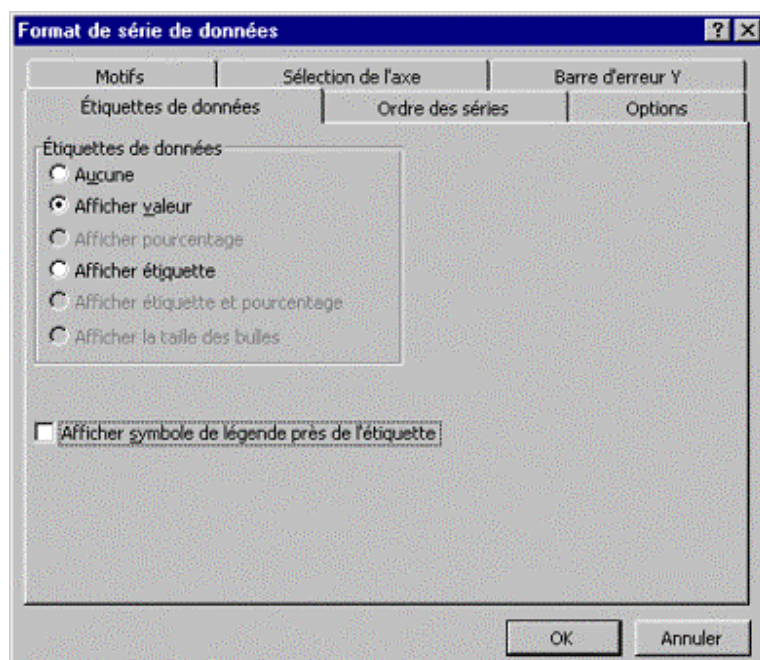 Format de série de données
Motifs Sélection de l'axe Barre d'erreur Y
Étiquettes de données Ordre des séries Options
Étiquettes de données
Aucune
Afficher valeur
Afficher pourcentage
Afficher étiquette
Afficher étiquette et pourcentage
Afficher la taille des bulles
Afficher symbole de légende près de l'étiquette
OK Annuler